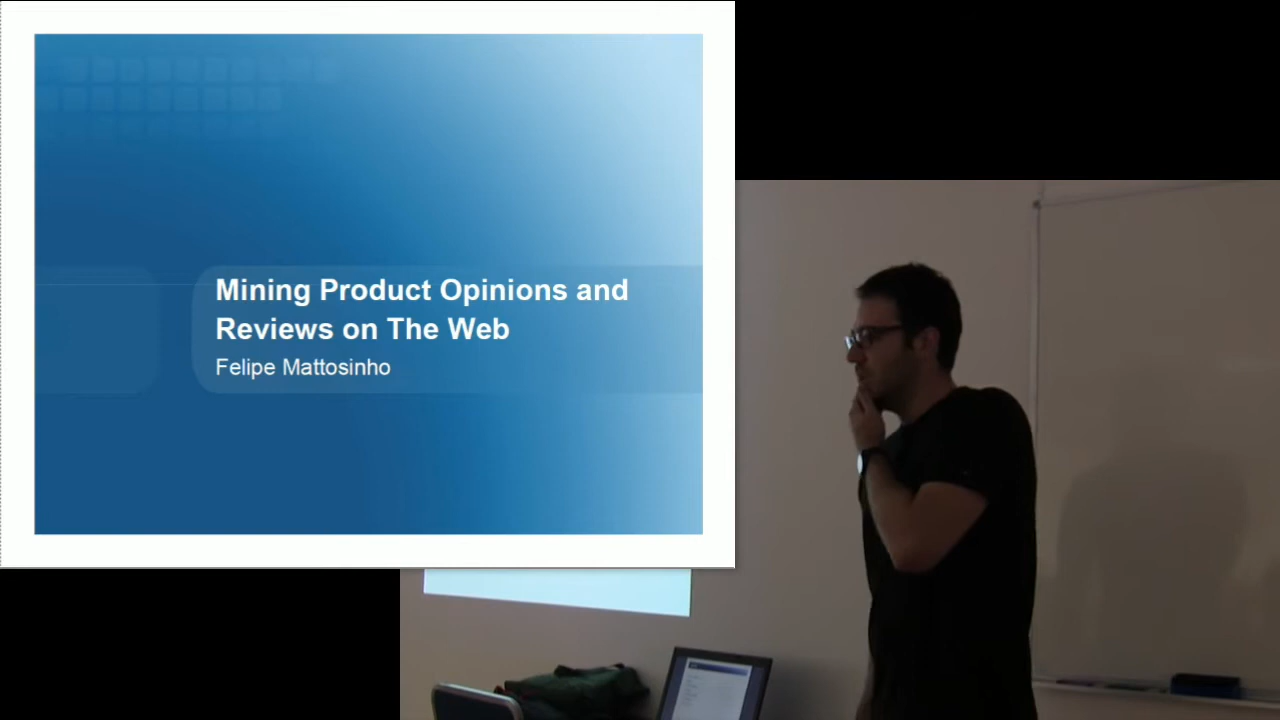 Mining Product Opinions and
Reviews on The Web
Felipe Mattosinho